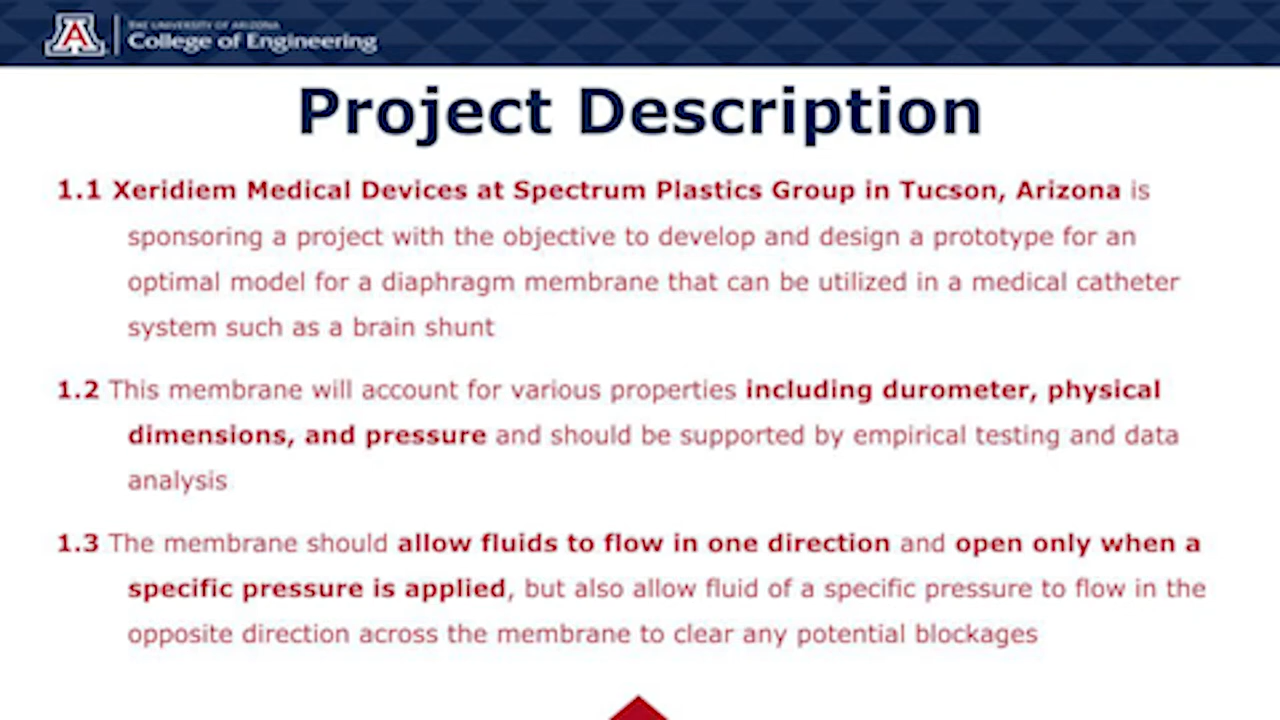 THE UNIVERSITY OF ARIZONA
College of Engineering
Project Description
1.1 Xeridiem Medical Devices at Spectrum Plastics Group in Tucson, Arizona is
sponsoring a project with the objective to develop and design a prototype for an
optimal model for a diaphragm membrane that can be utilized in a medical catheter
system such as a brain shunt
1.2 This membrane will account for various properties including durometer, physical
dimensions, and pressure and should be supported by empirical testing and data
analysis
1.3 The membrane should allow fluids to flow in one direction and open only when a
specific pressure is applied, but also allow fluid of a specific pressure to flow in the
opposite direction across the membrane to clear any potential blockages